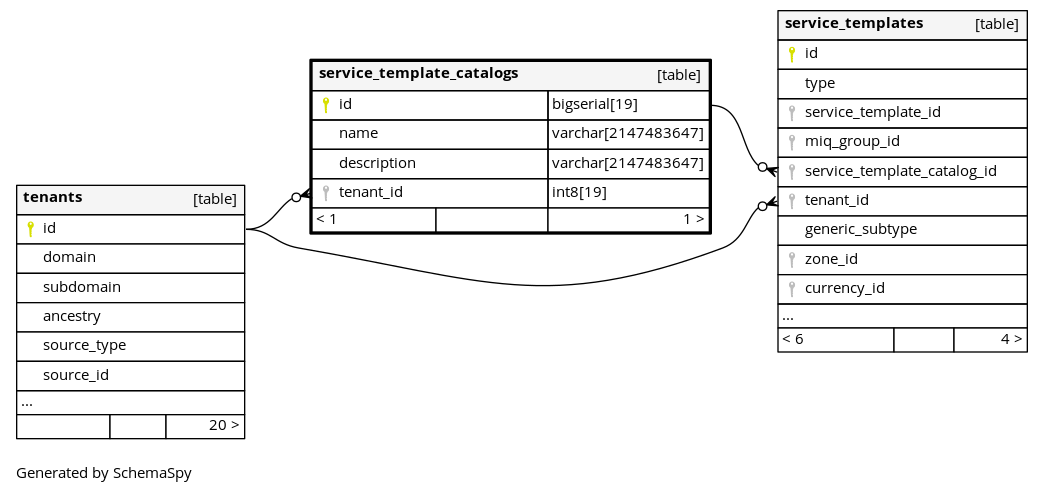 service_templates [table]
id
type
service_template_id
miq_group_id
service_template_catalog_id
tenant_id
generic_subtype
zone_id
currency_id
...
< 6 4 >
service_template_catalogs [table]
id bigserial[19]
name varchar[2147483647]
description varchar[2147483647]
tenant_id int8[19]
< 1 1 >
tenants [table]
id
domain
subdomain
ancestry
source_type
source_id
...
20 >
Generated by SchemaSpy